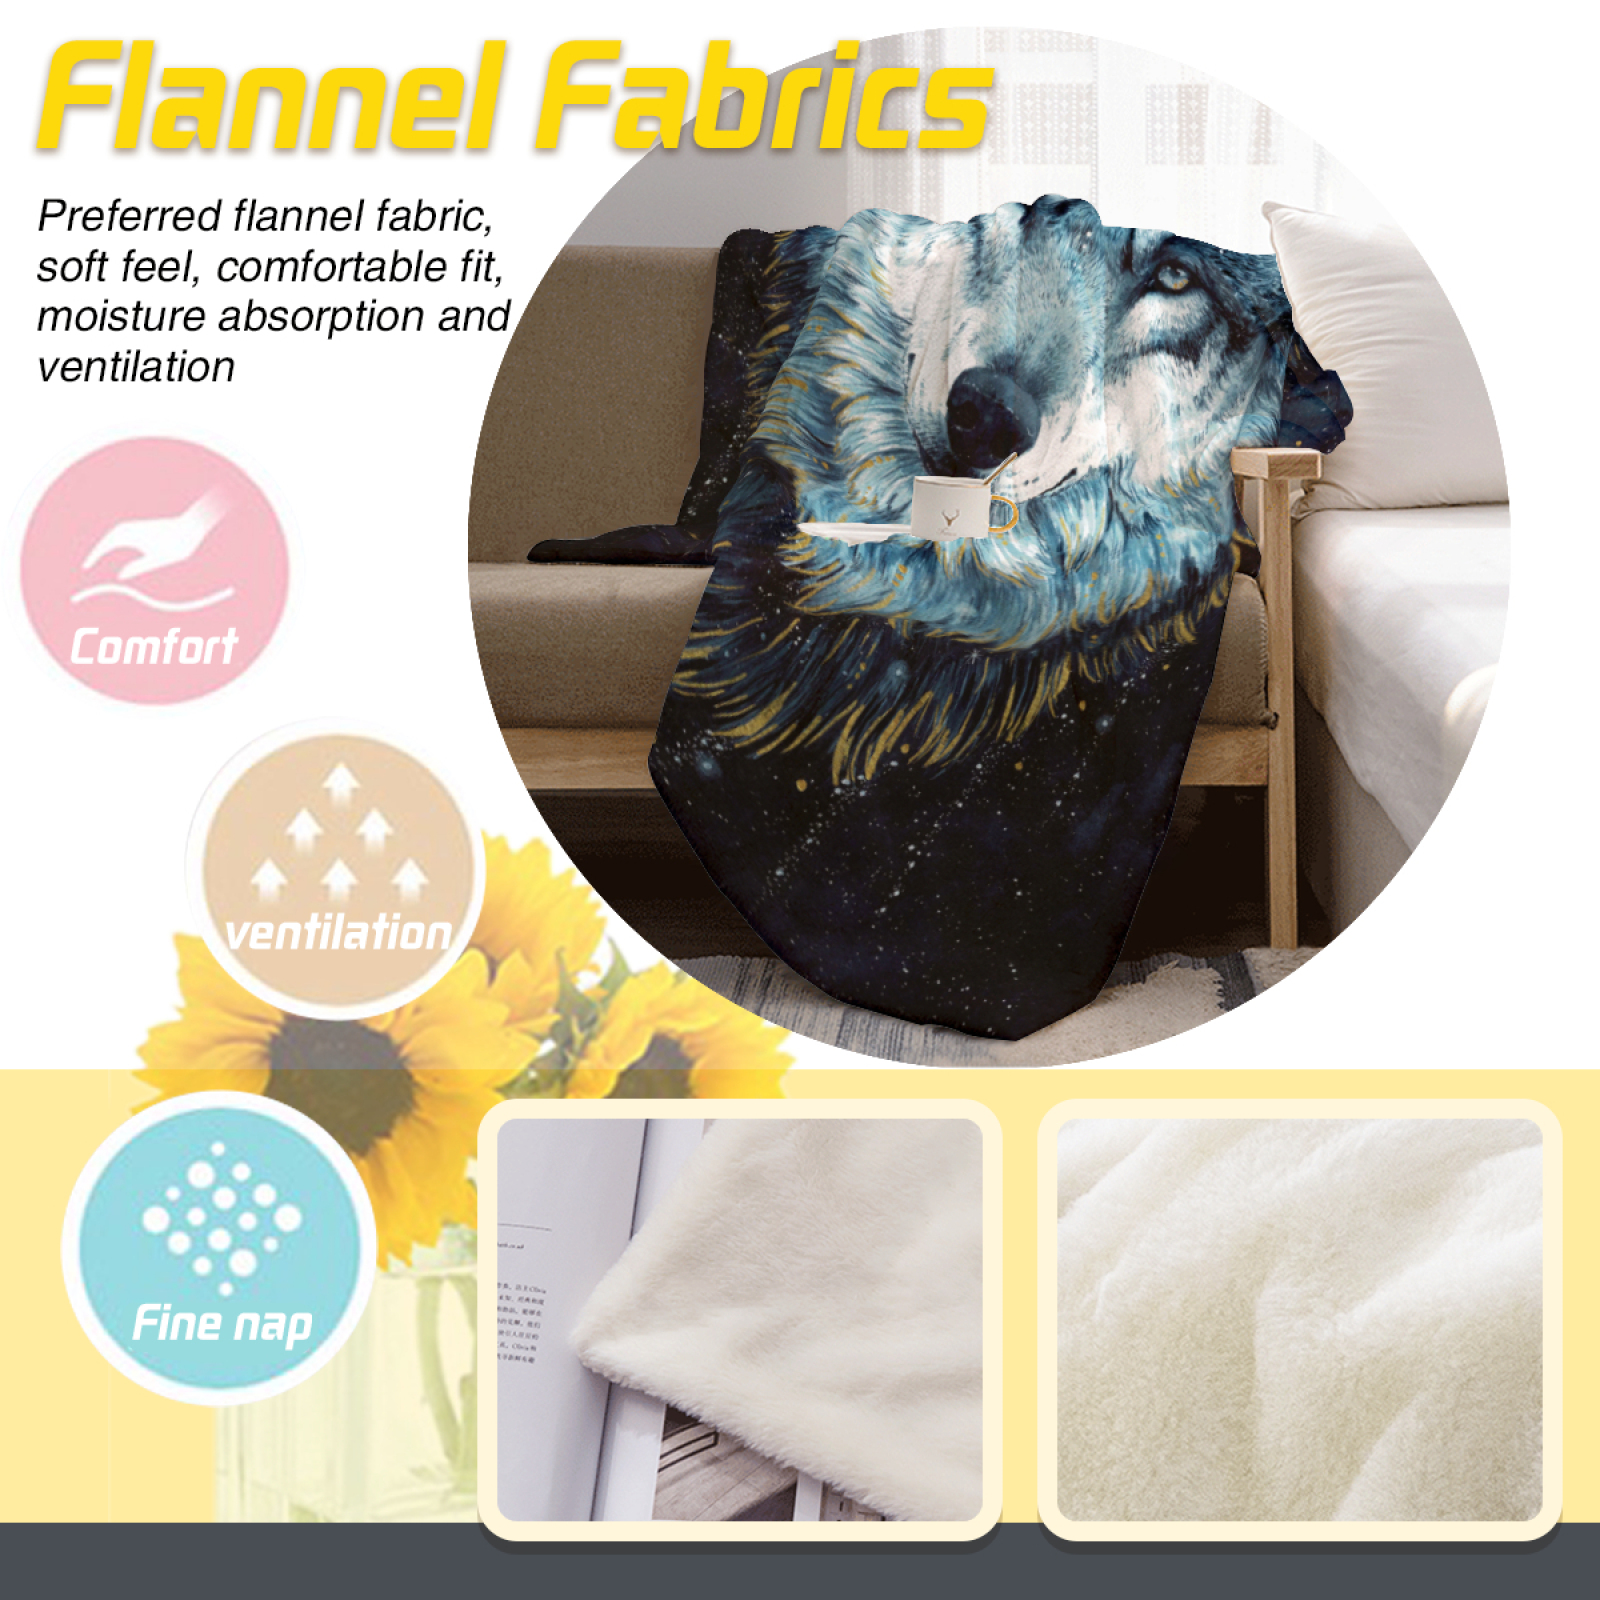 Flannel Fabrics
Preferred flannel fabric,
soft feel, comfortable fit,
moisture absorption and
ventilation
Comfort
ventilation
Fine nap